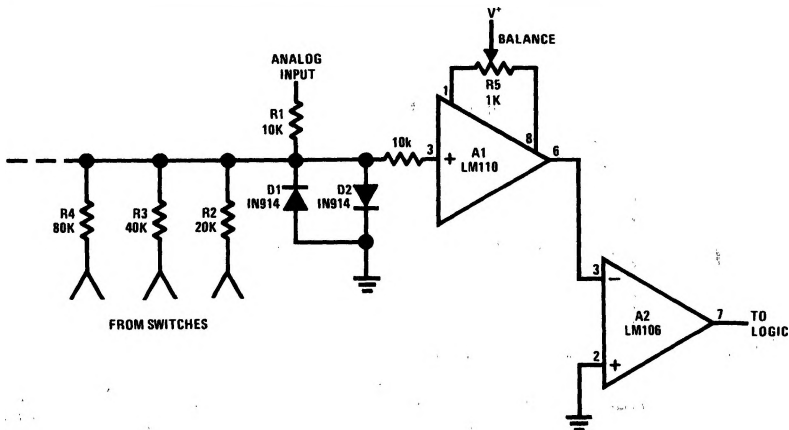 V+
BALANCE
ANALOG
INPUT
R5
1K
1
R1
10K
10k
8
3
+
A1
LM110
6
D1
IN914
D2
IN914
R4
80K
R3
40K
R2
20K
3
−
FROM SWITCHES
A2
LM106
7
TO
LOGIC
2
+